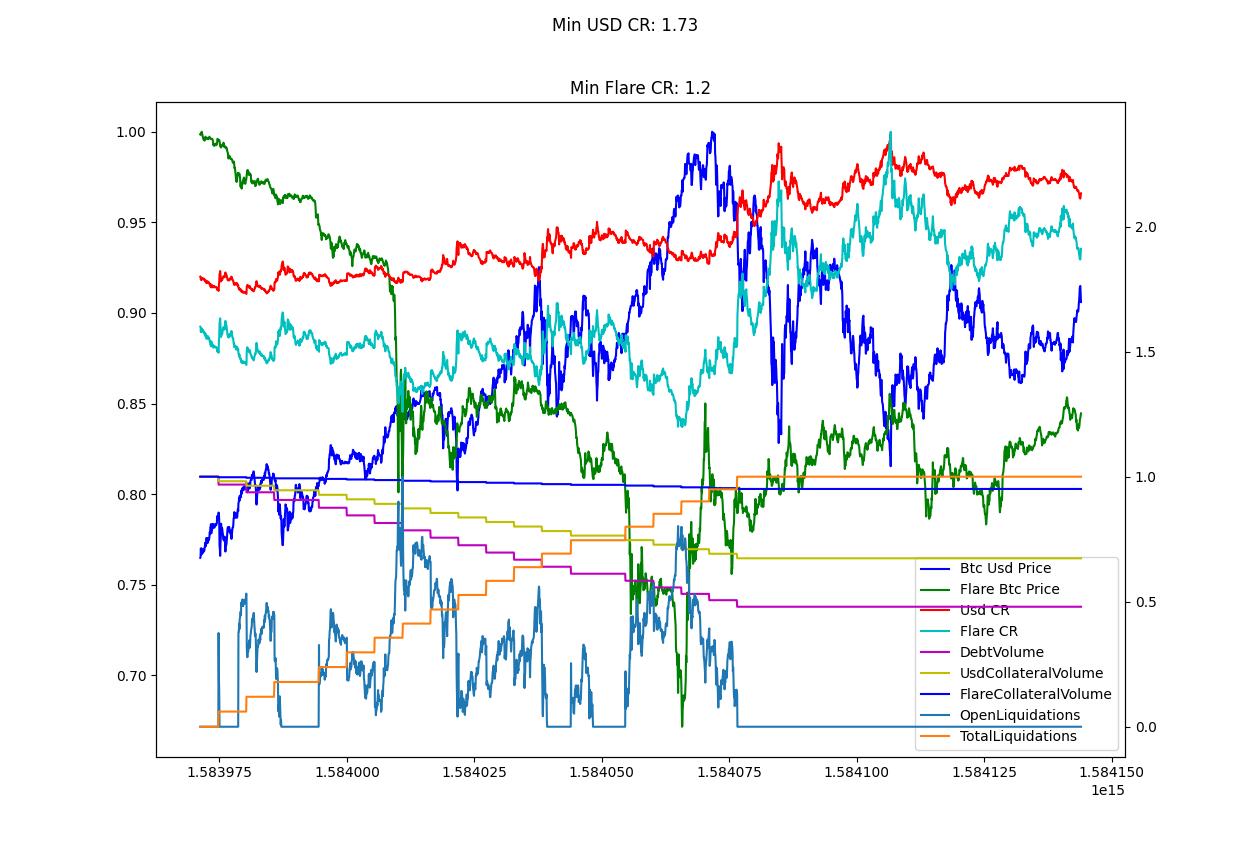 Min USD CR: 1.73
Min Flare CR: 1.2
1.00
0.95
0.90
0.85
0.80
0.75
0.70
2.0
1.5
1.0
0.5
0.0
Btc Usd Price
Flare Btc Price
Usd CR
Flare CR
DebtVolume
UsdCollateralVolume
FlareCollateralVolume
OpenLiquidations
TotalLiquidations
1.583975 1.584000 1.584025 1.584050 1.584075 1.584100 1.584125 1.584150
1e15